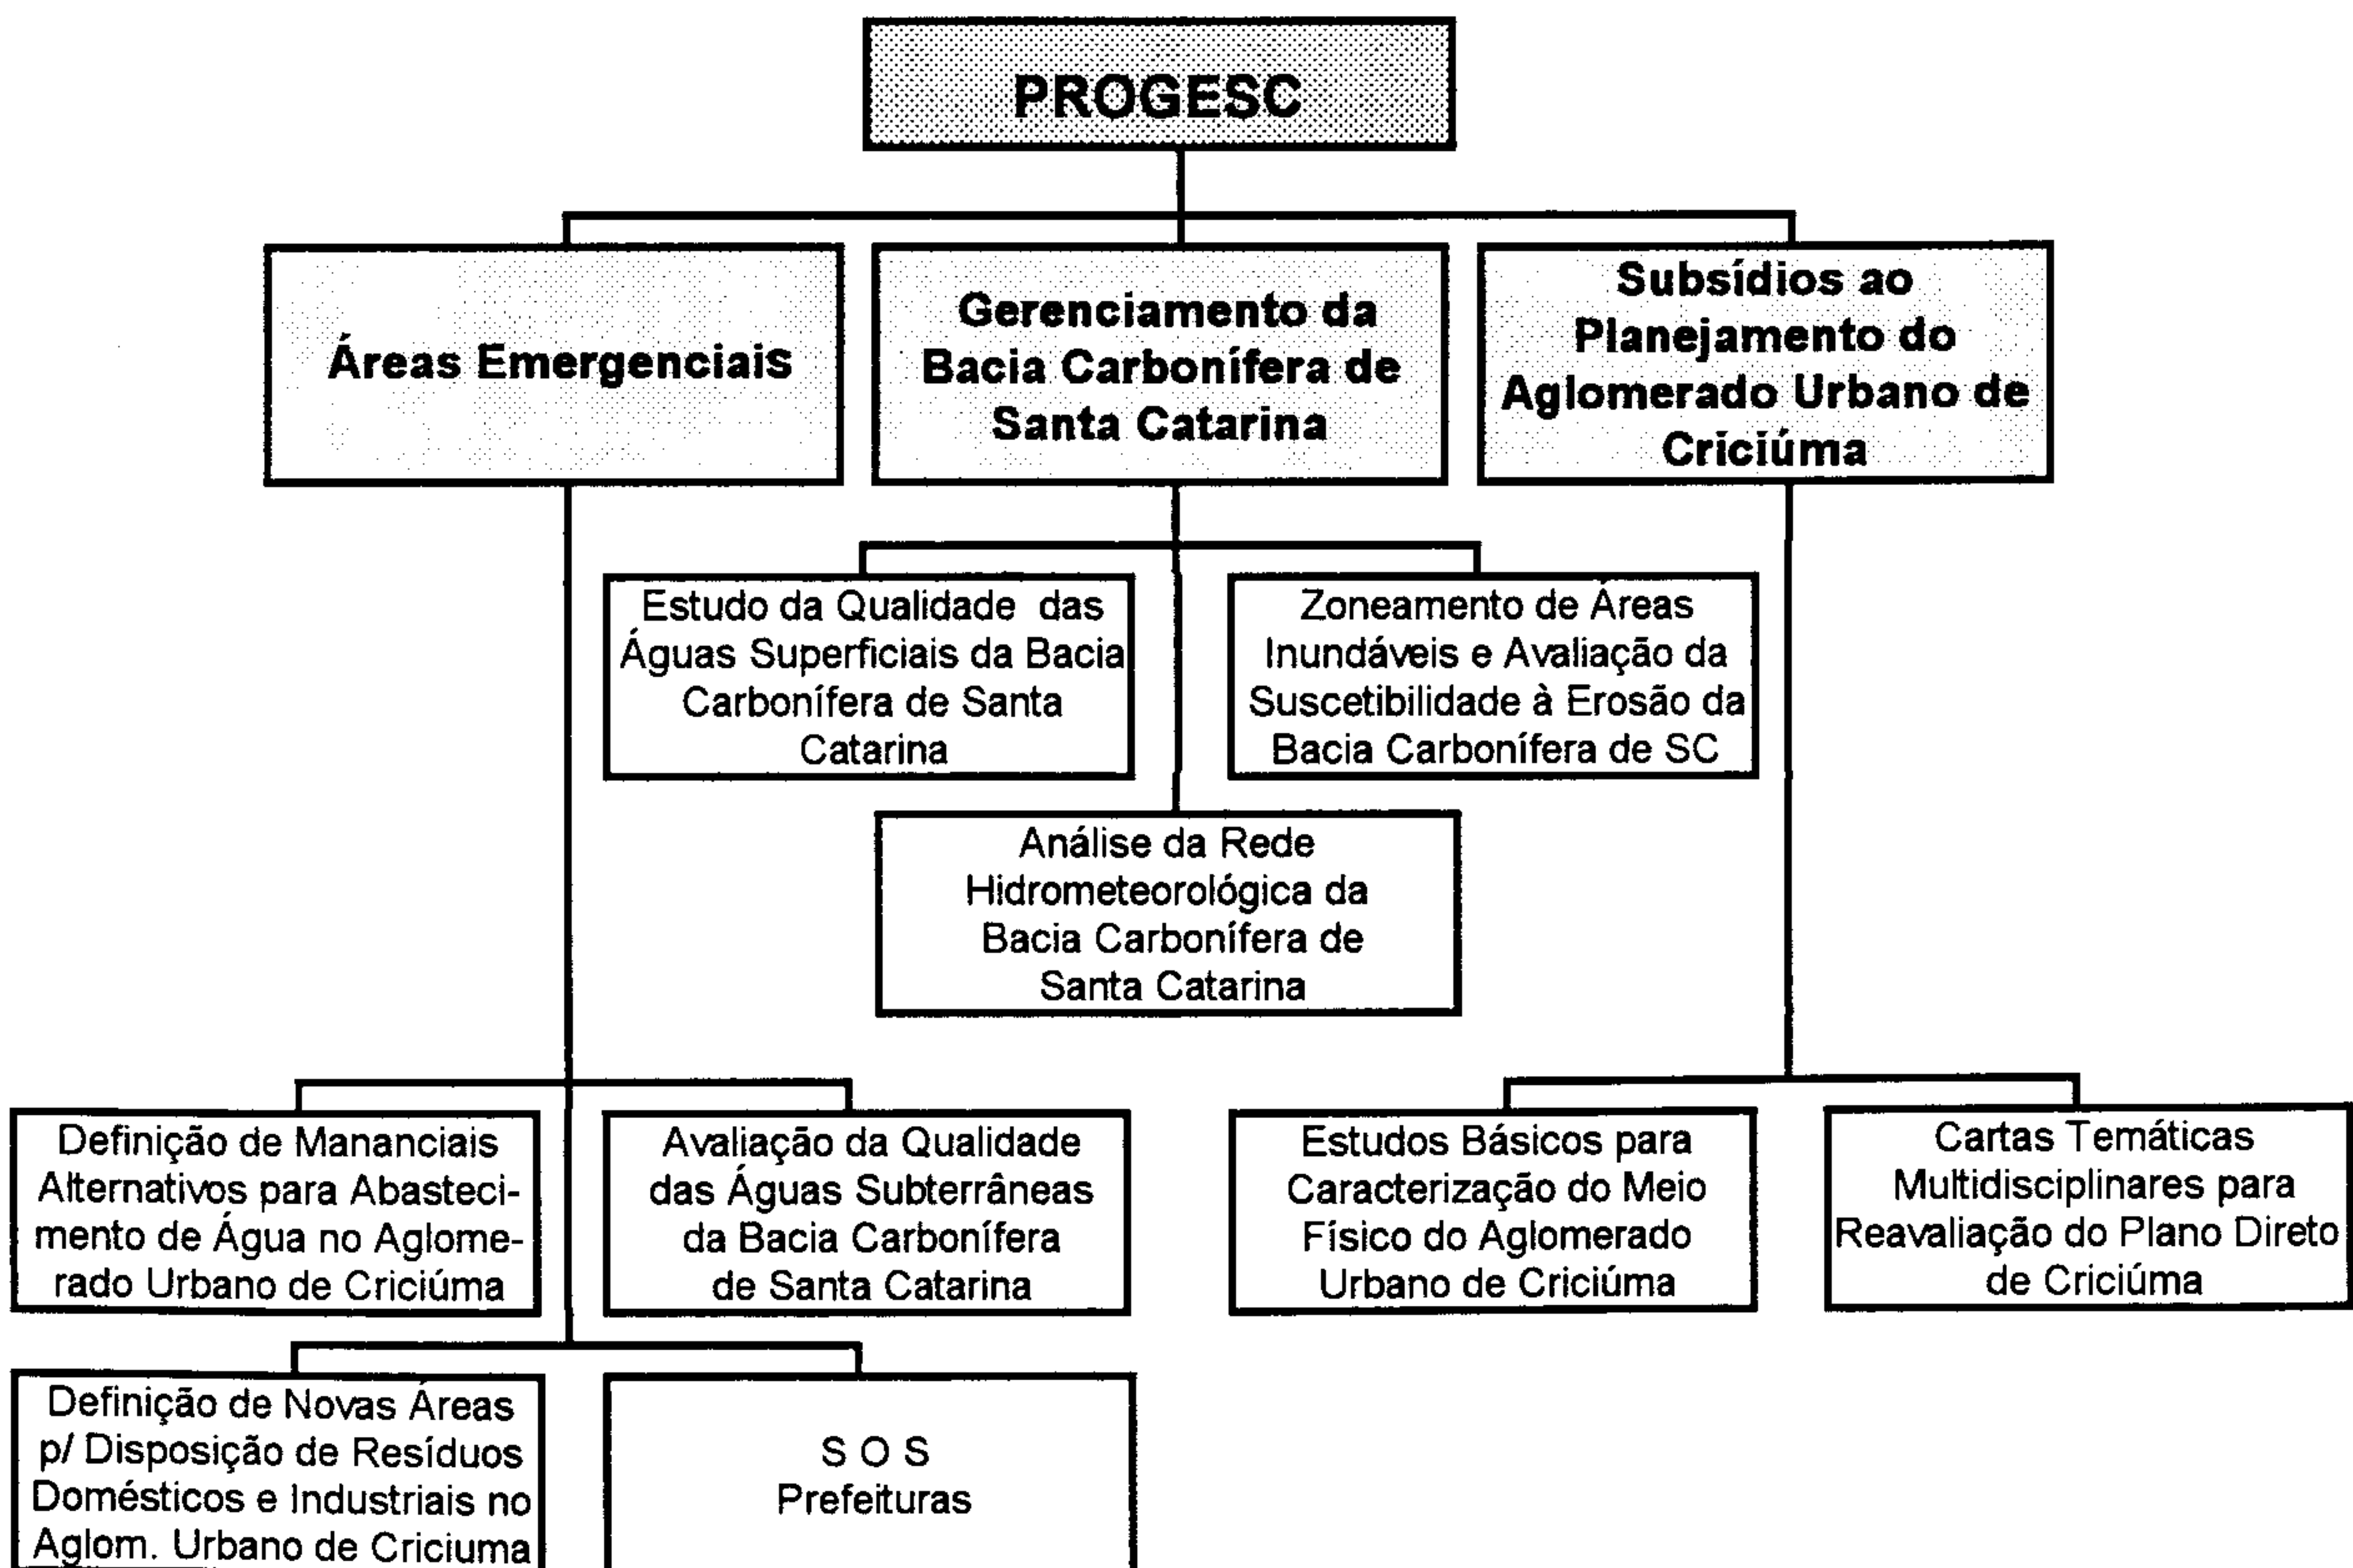 PROGESC
Áreas Emergenciais
Gerenciamento da
Bacia Carbonífera de
Santa Catarina
Subsídios ao
Planejamento do
Aglomerado Urbano de
Criciúma
Estudo da Qualidade das
Águas Superficiais da Bacia
Carbonífera de Santa
Catarina
Zoneamento de Áreas
Inundáveis e Avaliação da
Suscetibilidade à Erosão da
Bacia Carbonífera de SC
Análise da Rede
Hidrometeorológica da
Bacia Carbonífera de
Santa Catarina
Definição de Mananciais
Alternativos para Abasteci-
mento de Água no Aglome-
rado Urbano de Criciúma
Avaliação da Qualidade
das Águas Subterrâneas
da Bacia Carbonífera
de Santa Catarina
Estudos Básicos para
Caracterização do Meio
Físico do Aglomerado
Urbano de Criciúma
Cartas Temáticas
Multidisciplinares para
Reavaliação do Plano Direto
de Criciúma
Definição de Novas Áreas
p/ Disposição de Resíduos
Domésticos e Industriais no
Aglom. Urbano de Criciuma
S O S
Prefeituras